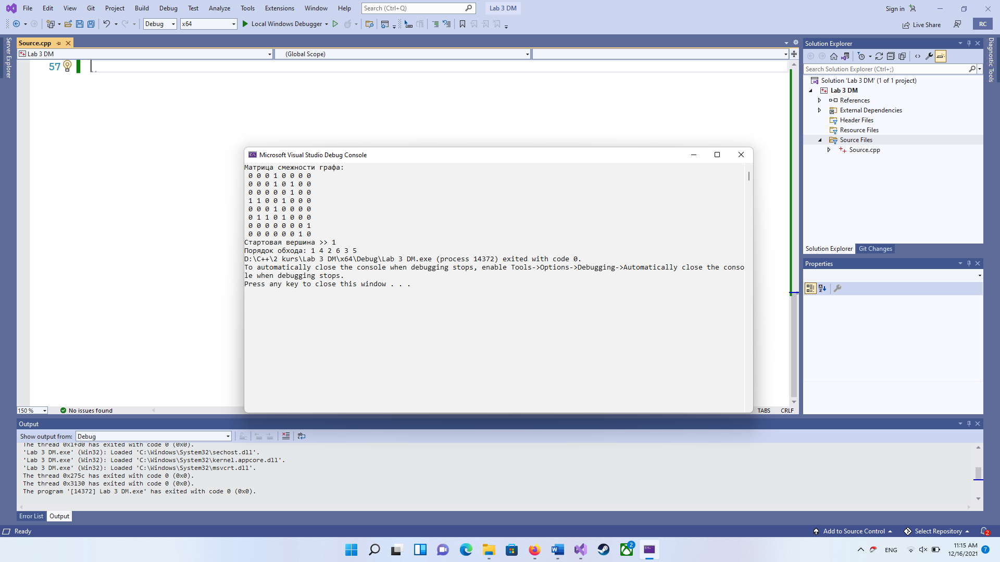 File Edit View Git Project Build Debug Test Analyze Tools Extensions Window Help Search (Ctrl+Q) Lab 3 DM Sign in
Debug x64 Local Windows Debugger Live Share RC
Server Explorer
Source.cpp
Lab 3 DM (Global Scope)
57
Microsoft Visual Studio Debug Console
Матрица смежности графа:
0 0 0 1 0 0 0 0
0 0 0 1 0 1 0 0
0 0 0 0 0 1 0 0
1 1 0 0 1 0 0 0
0 0 0 1 0 0 0 0
0 1 1 0 1 0 0 0
0 0 0 0 0 0 0 1
0 0 0 0 0 0 1 0
Стартовая вершина >> 1
Порядок обхода: 1 4 2 6 3 5
D:\C++\2 kurs\Lab 3 DM\x64\Debug\Lab 3 DM.exe (process 14372) exited with code 0.
To automatically close the console when debugging stops, enable Tools->Options->Debugging->Automatically close the conso
le when debugging stops.
Press any key to close this window . . .
150 % No issues found TABS CRLF
Solution Explorer
Search Solution Explorer (Ctrl+;)
Solution 'Lab 3 DM' (1 of 1 project)
Lab 3 DM
References
External Dependencies
Header Files
Resource Files
Source Files
Source.cpp
Solution Explorer Git Changes
Properties
Diagnostic Tools
Output
Show output from: Debug
The thread 0x1fd0 has exited with code 0 (0x0).
'Lab 3 DM.exe' (Win32): Loaded 'C:\Windows\System32\sechost.dll'.
'Lab 3 DM.exe' (Win32): Loaded 'C:\Windows\System32\kernel.appcore.dll'.
'Lab 3 DM.exe' (Win32): Loaded 'C:\Windows\System32\msvcrt.dll'.
The thread 0x275c has exited with code 0 (0x0).
The thread 0x3130 has exited with code 0 (0x0).
The program '[14372] Lab 3 DM.exe' has exited with code 0 (0x0).
Error List Output
Ready Add to Source Control Select Repository 2
2
ENG 11:15 AM 7
12/16/2021